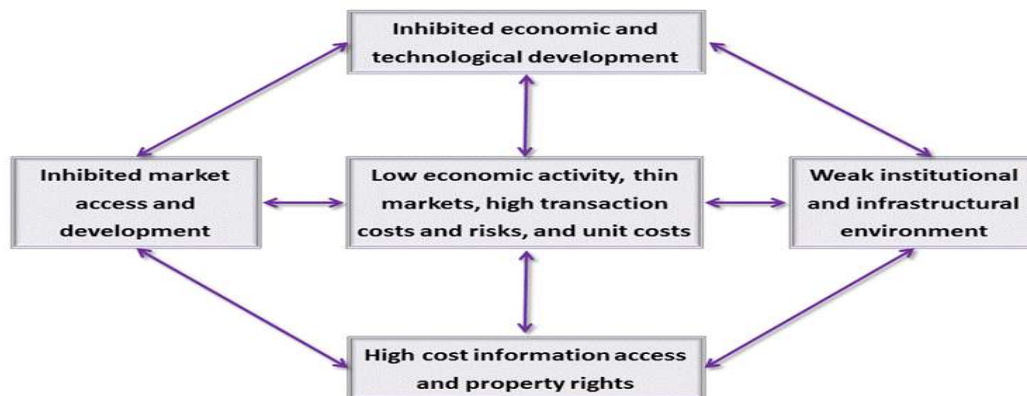 Inhibited economic and
technological development
Inhibited market
access and
development
Low economic activity, thin
markets, high transaction
costs and risks, and unit costs
Weak institutional
and infrastructural
environment
High cost information access
and property rights